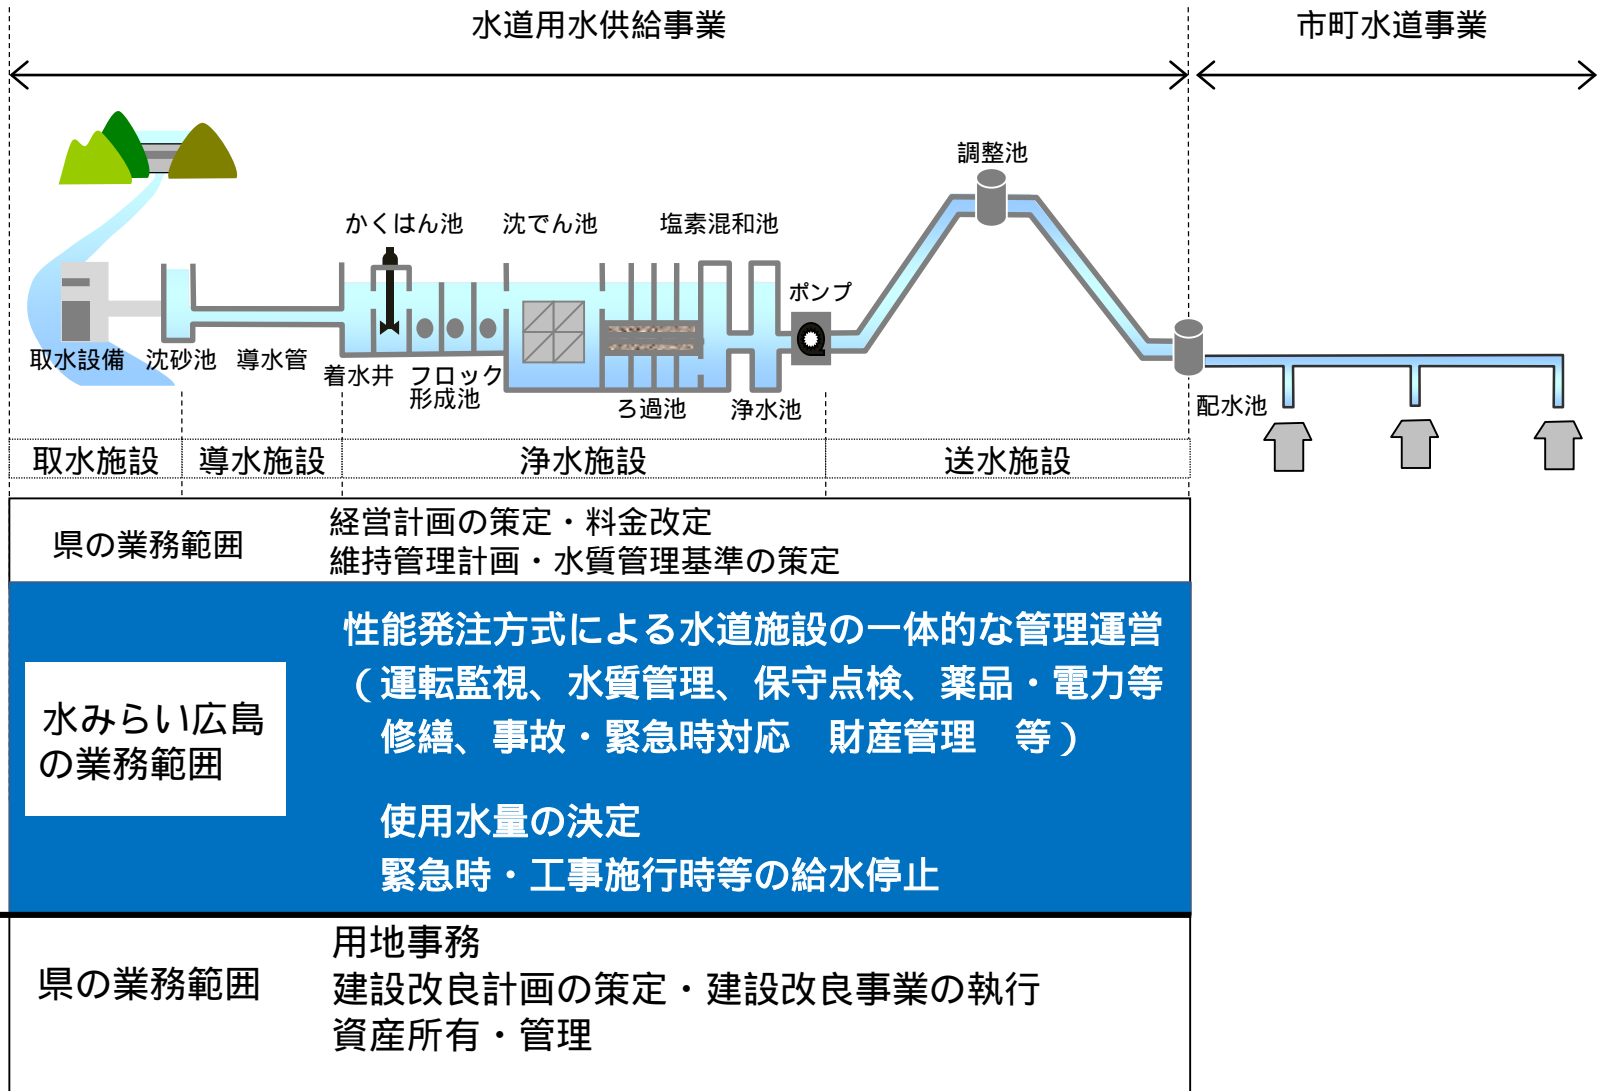 水道用水供給事業
市町水道事業
調整池
かくはん池
沈でん池
塩素混和池
ポンプ
取水設備
沈砂池
導水管
着水井
フロック
形成池
ろ過池
浄水池
配水池
取水施設
導水施設
浄水施設
送水施設
県の業務範囲
経営計画の策定・料金改定
維持管理計画・水質管理基準の策定
水みらい広島
の業務範囲
性能発注方式による水道施設の一体的な管理運営
（運転監視、水質管理、保守点検、薬品・電力等
修繕、事故・緊急時対応　財産管理　等）
使用水量の決定
緊急時・工事施行時等の給水停止
県の業務範囲
用地事務
建設改良計画の策定・建設改良事業の執行
資産所有・管理